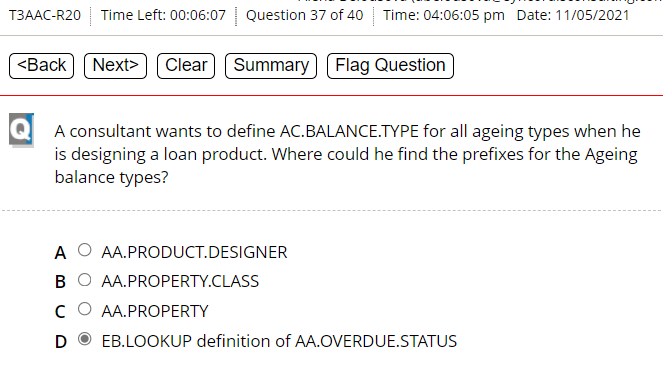 T3AAC-R20 Time Left: 00:06:07 Question 37 of 40 Time: 04:06:05 pm Date: 11/05/2021
<Back Next> Clear Summary Flag Question
Q A consultant wants to define AC.BALANCE.TYPE for all ageing types when he
is designing a loan product. Where could he find the prefixes for the Ageing
balance types?
A AA.PRODUCT.DESIGNER
B AA.PROPERTY.CLASS
C AA.PROPERTY
D EB.LOOKUP definition of AA.OVERDUE.STATUS